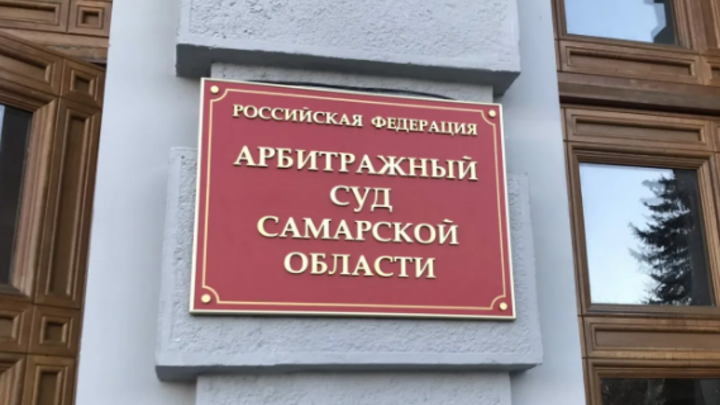 РОССИЙСКАЯ ФЕДЕРАЦИЯ
АРБИТРАЖНЫЙ
СУД
САМАРСКОЙ
ОБЛАСТИ